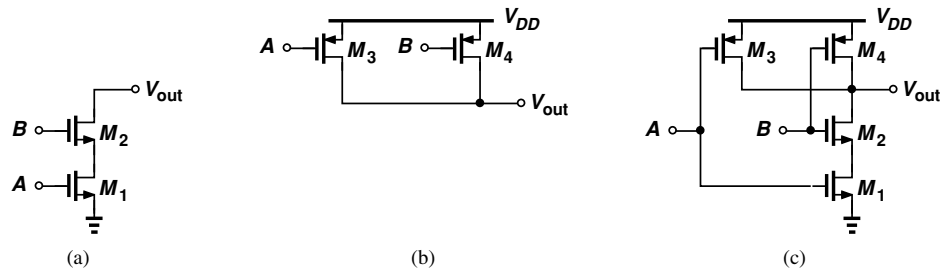 B
V_out
M_2
A
M_1
(a)
V_DD
A
M_3
B
M_4
V_out
(b)
V_DD
M_3
M_4
V_out
A
B
M_2
M_1
(c)